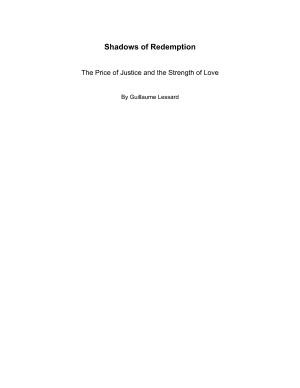 Shadows of Redemption
The Price of Justice and the Strength of Love
By Guillaume Lessard